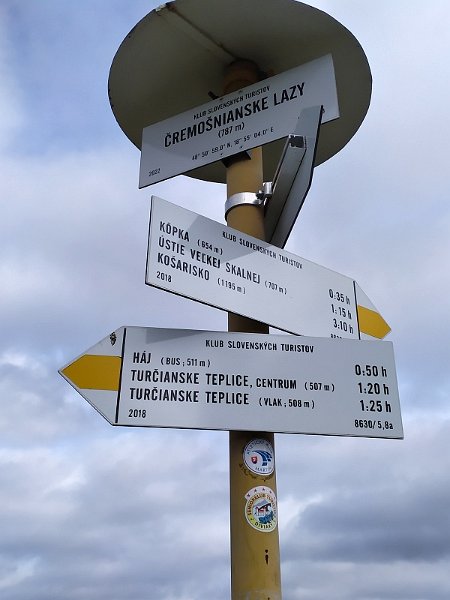 KLUB SLOVENSKÝCH TURISTOV
ČREMOŠNIANSKE LAZY
(787 m)
2022
KLUB SLOVENSKÝCH TURISTOV
KÔPKA (854 m) 0:35 h
ÚSTIE VEĽKEJ SKALNEJ (707 m) 1:15 h
KOŠARISKO (1195 m) 3:10 h
2018
KLUB SLOVENSKÝCH TURISTOV
HÁJ (BUS; 511 m) 0:50 h
TURČIANSKE TEPLICE, CENTRUM (507 m) 1:20 h
TURČIANSKE TEPLICE (VLAK; 508 m) 1:25 h
2018 8630/5,8a